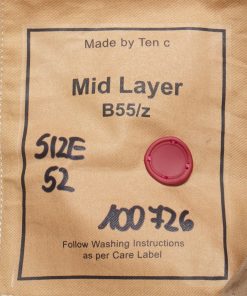 Made by Ten c
Mid Layer
B55/z
SIZE
52
100726
Follow Washing Instructions
as per Care Label